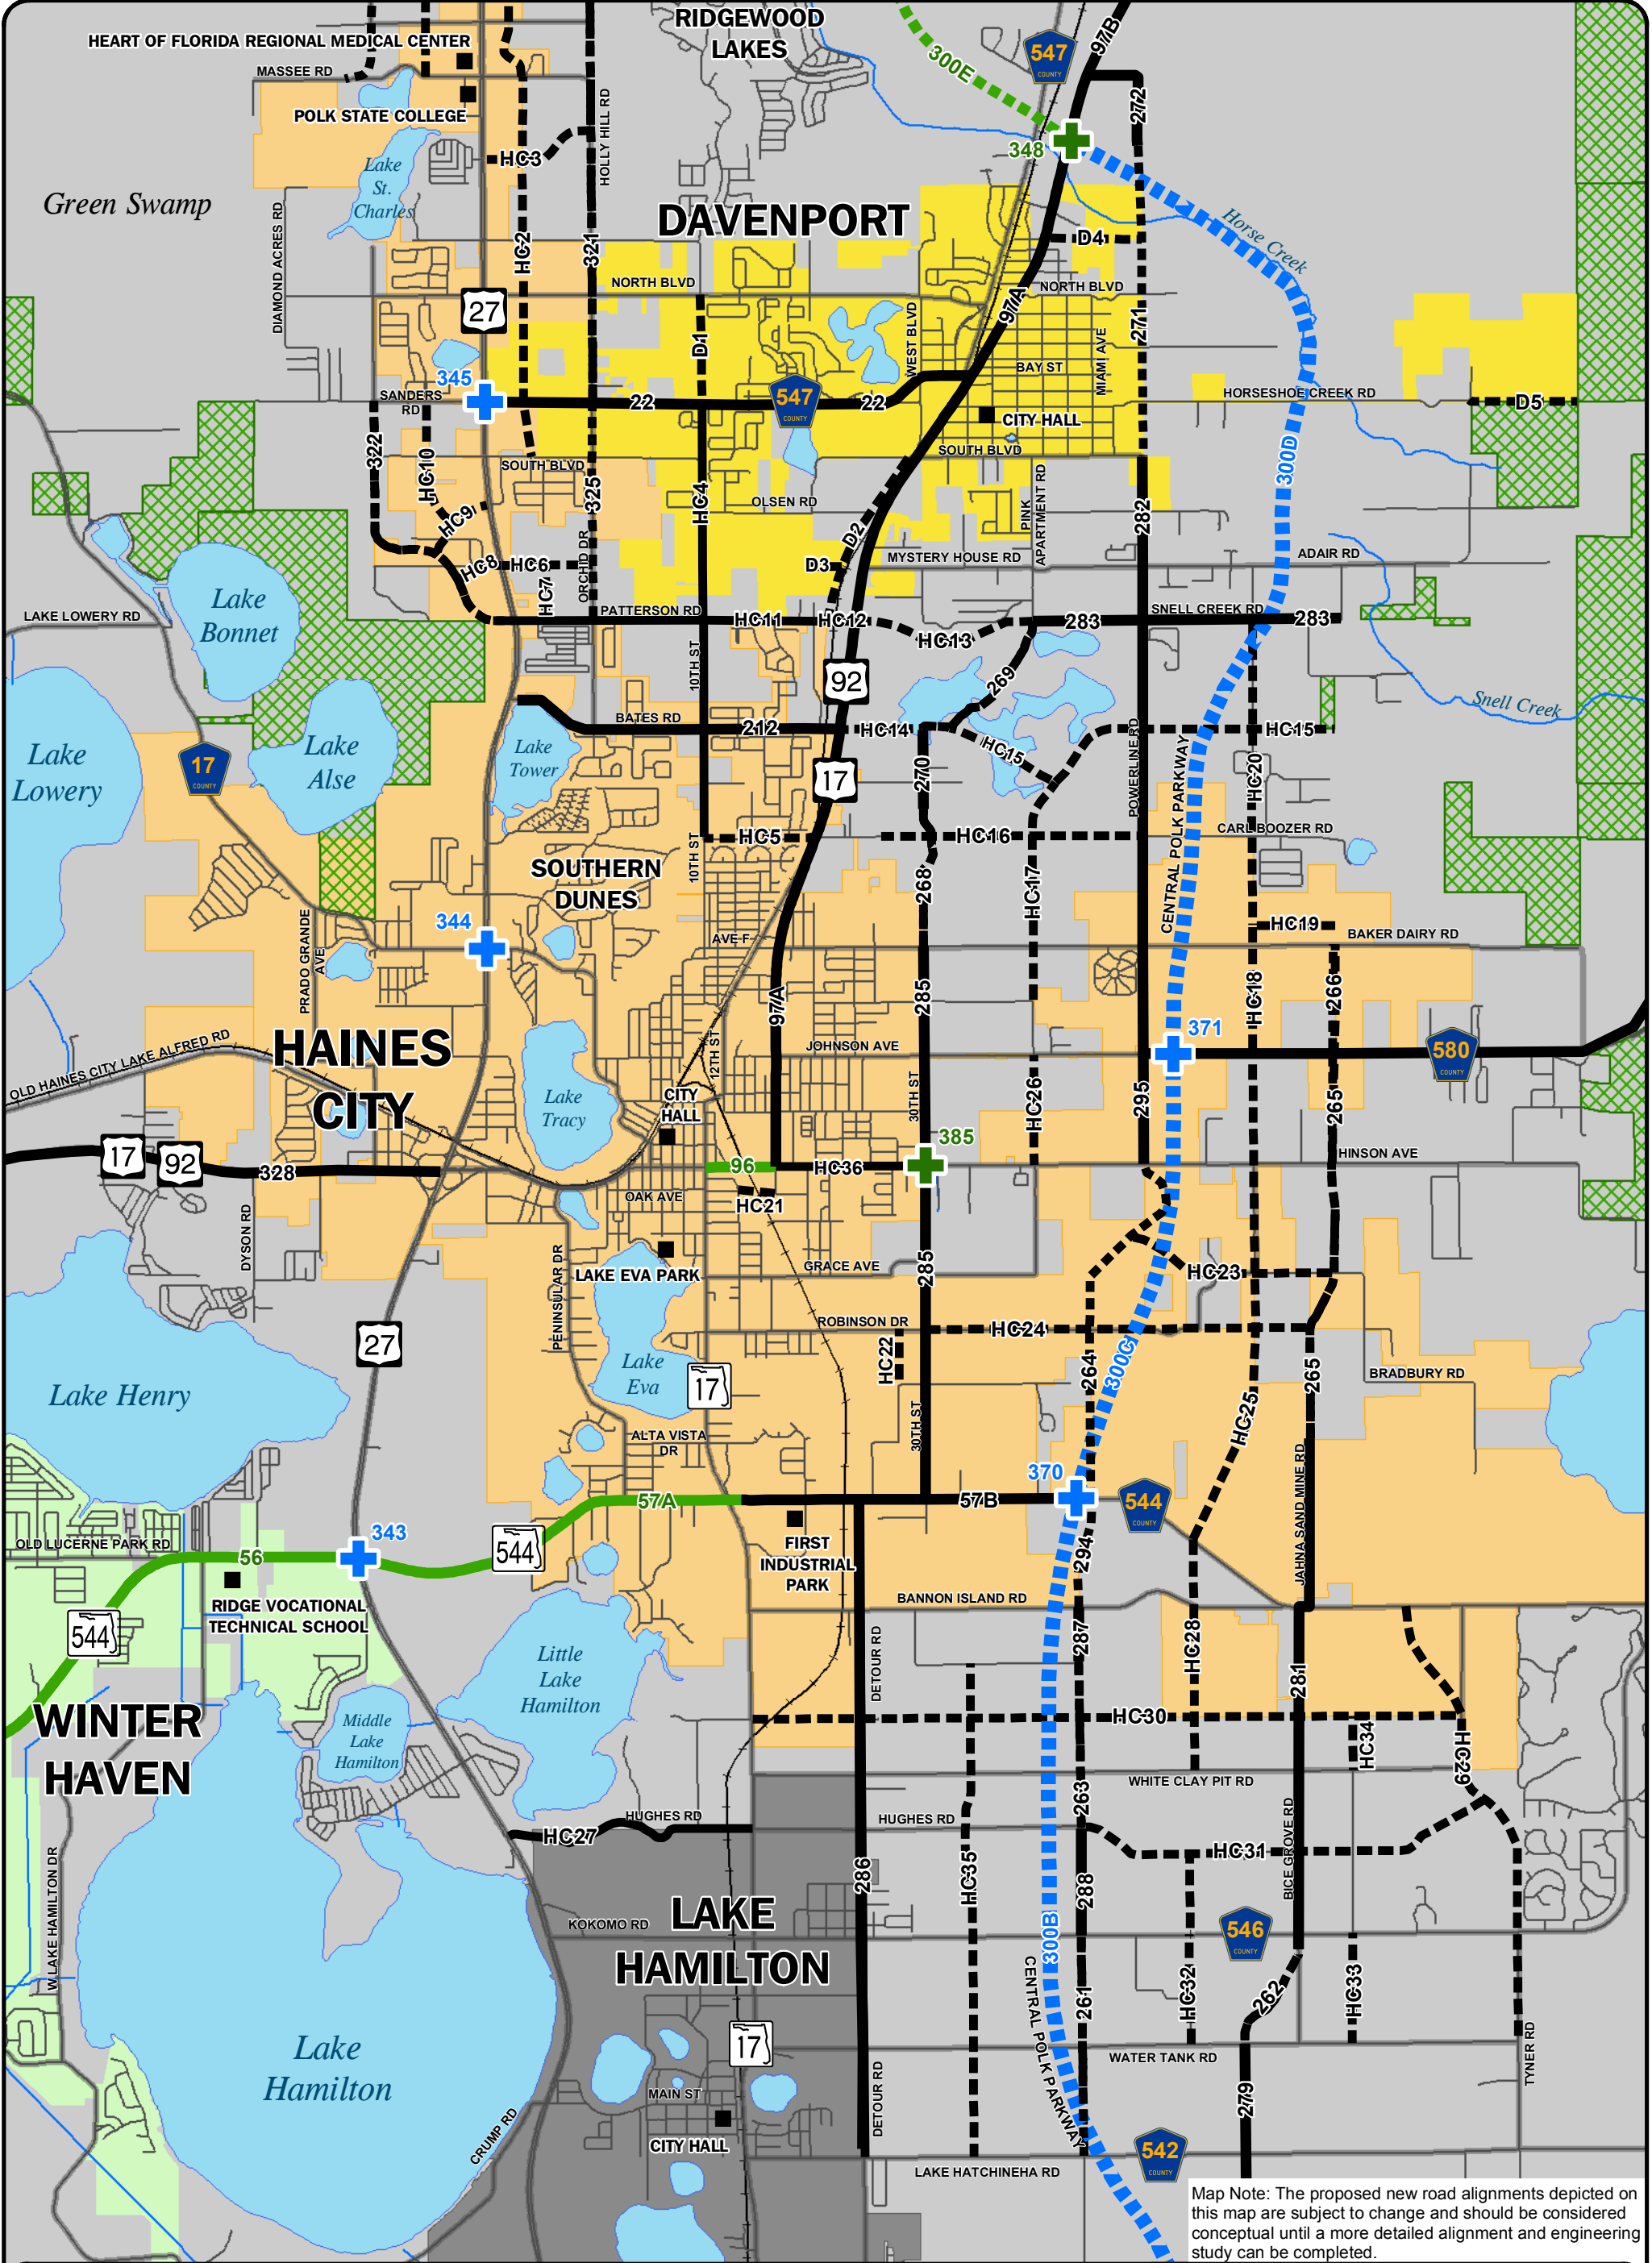 RIDGEWOOD
LAKES
HEART OF FLORIDA REGIONAL MEDICAL CENTER
MASSEE RD
POLK STATE COLLEGE
300E
547
COUNTY
97B
272
348
HC3
HOLLY HILL RD
Lake
St.
Charles
Green Swamp
DIAMOND ACRES RD
HC2
321
DAVENPORT
D4
Horse Creek
27
NORTH BLVD
NORTH BLVD
97A
271
D1
WEST BLVD
BAY ST
MIAMI AVE
345
SANDERS
RD
22
547
COUNTY
22
CITY HALL
HORSESHOE CREEK RD
D5
322
HC10
SOUTH BLVD
SOUTH BLVD
300D
325
HC4
OLSEN RD
HC9
D2
PINK
APARTMENT RD
282
MYSTERY HOUSE RD
ADAIR RD
HC8
HC6
HC7
ORCHID DR
D3
Lake
Bonnet
LAKE LOWERY RD
PATTERSON RD
HC11
HC12
HC13
283
SNELL CREEK RD
283
10TH ST
92
269
Snell Creek
BATES RD
212
HC14
HC15
HC15
Lake
Lowery
17
COUNTY
Lake
Alse
Lake
Tower
17
270
POWERLINE RD
CENTRAL POLK PARKWAY
HC20
HC5
HC16
CARL BOOZER RD
10TH ST
SOUTHERN
DUNES
268
HC17
344
PRADO GRANDE
AVE
AVE F
HC19
BAKER DAIRY RD
97A
285
HC18
266
HAINES
CITY
OLD HAINES CITY LAKE ALFRED RD
12TH ST
JOHNSON AVE
371
580
COUNTY
Lake
Tracy
CITY
HALL
30TH ST
HC26
295
265
385
17
92
328
96
HC36
HINSON AVE
OAK AVE
HC21
DYSON RD
PENINSULAR DR
LAKE EVA PARK
GRACE AVE
285
HC23
27
ROBINSON DR
HC24
HC22
Lake
Eva
17
264
300C
265
BRADBURY RD
Lake Henry
HC25
30TH ST
ALTA VISTA
DR
370
57A
57B
544
COUNTY
JAHNA SAND MINE RD
343
OLD LUCERNE PARK RD
56
544
FIRST
INDUSTRIAL
PARK
294
RIDGE VOCATIONAL
TECHNICAL SCHOOL
BANNON ISLAND RD
544
Little
Lake
Hamilton
DETOUR RD
287
HC28
281
WINTER
HAVEN
Middle
Lake
Hamilton
HC30
HC34
HC29
WHITE CLAY PIT RD
263
HUGHES RD
HC27
HUGHES RD
BICE GROVE RD
HC31
W LAKE HAMILTON DR
286
HC35
288
KOKOMO RD
LAKE
HAMILTON
300B
546
COUNTY
CENTRAL POLK PARKWAY
261
HC32
262
HC33
Lake
Hamilton
17
WATER TANK RD
TYNER RD
MAIN ST
DETOUR RD
279
CRUMP RD
CITY HALL
542
COUNTY
LAKE HATCHINEHA RD
Map Note: The proposed new road alignments depicted on
this map are subject to change and should be considered
conceptual until a more detailed alignment and engineering
study can be completed.